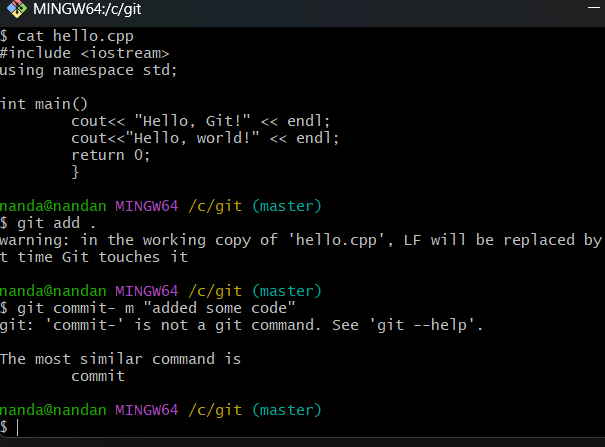 MINGW64:/c/git
$ cat hello.cpp
#include <iostream>
using namespace std;

int main()
        cout<< "Hello, Git!" << endl;
        cout<<"Hello, world!" << endl;
        return 0;
        }

nanda@nandan MINGW64 /c/git (master)
$ git add .
warning: in the working copy of 'hello.cpp', LF will be replaced by
t time Git touches it

nanda@nandan MINGW64 /c/git (master)
$ git commit- m "added some code"
git: 'commit-' is not a git command. See 'git --help'.

The most similar command is
        commit

nanda@nandan MINGW64 /c/git (master)
$